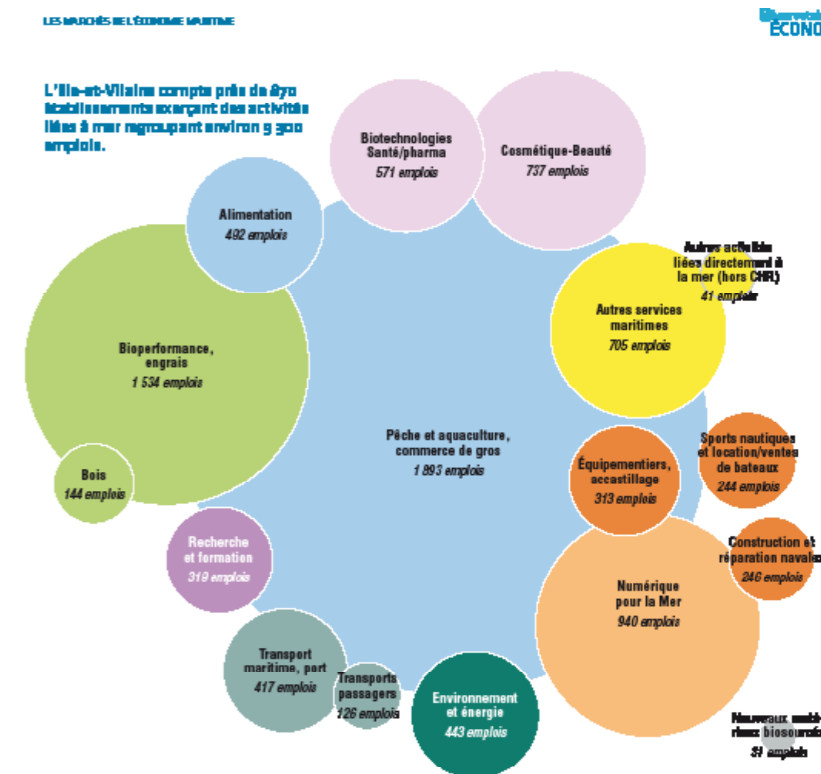 LES MARCHÉS DE L'ÉCONOMIE MARITIME
Observatoire
ÉCONO
L'Ille-et-Vilaine compte près de 870
établissements exerçant des activités
liées à mer regroupant environ 9 300
emplois.
Biotechnologies
Santé/pharma
571 emplois
Cosmétique-Beauté
737 emplois
Alimentation
492 emplois
Autres activités
liées directement à
la mer (hors CHR)
41 emplois
Autres services
maritimes
705 emplois
Bioperformance,
engrais
1 534 emplois
Pêche et aquaculture,
commerce de gros
1 893 emplois
Sports nautiques
et location/ventes
de bateaux
244 emplois
Équipementiers,
accastillage
313 emplois
Bois
144 emplois
Recherche
et formation
319 emplois
Construction et
réparation navales
246 emplois
Numérique
pour la Mer
940 emplois
Transport
maritime, port
417 emplois
Transports
passagers
126 emplois
Environnement
et énergie
443 emplois
Nouveaux
biosourcés
emplois